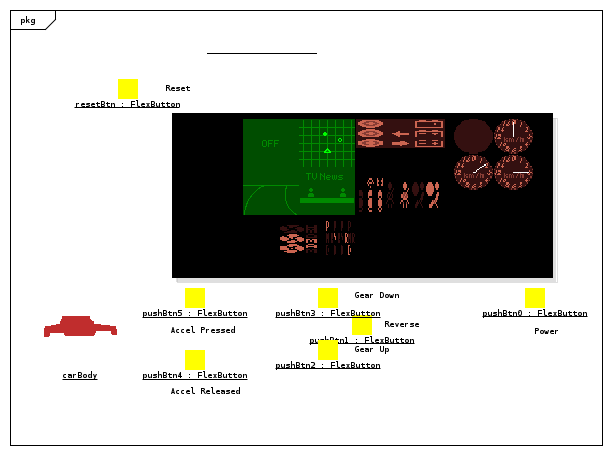 pkg
Reset
resetBtn : FlexButton
OFF
TV News
Gear Down
pushBtn5 : FlexButton
pushBtn3 : FlexButton
pushBtn0 : FlexButton
Reverse
Accel Pressed
Power
pushBtn1 : FlexButton
Gear Up
pushBtn2 : FlexButton
carBody
pushBtn4 : FlexButton
Accel Released